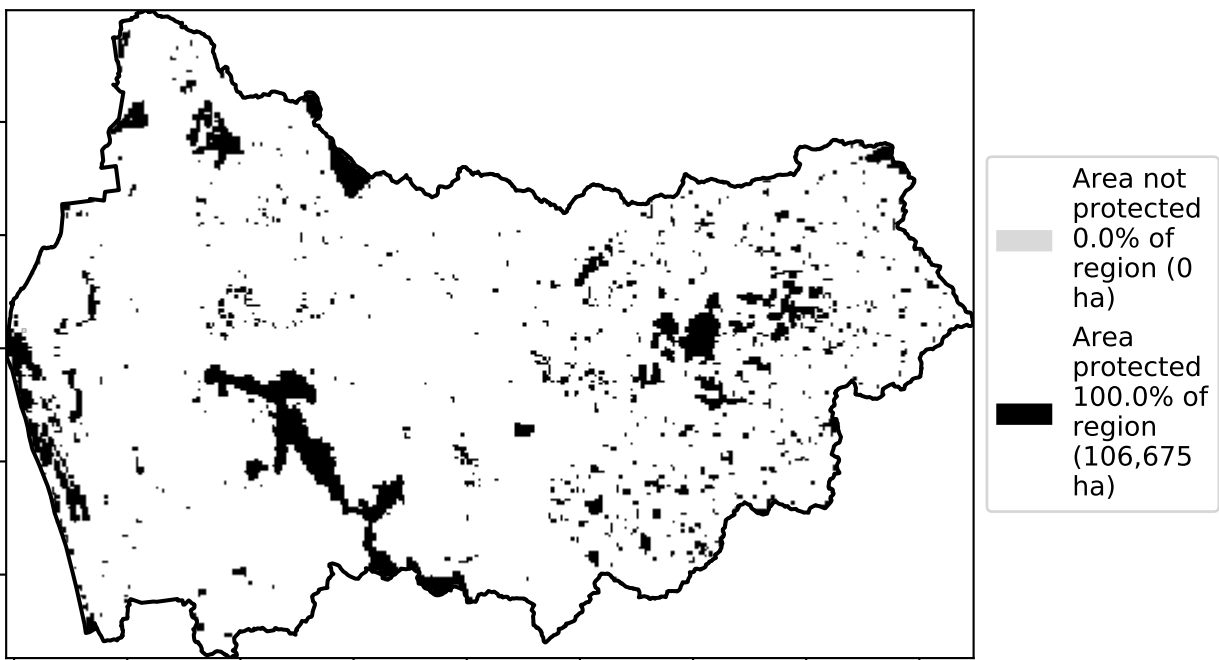 Area not
protected
0.0% of
region (0
ha)
Area
protected
100.0% of
region
(106,675
ha)